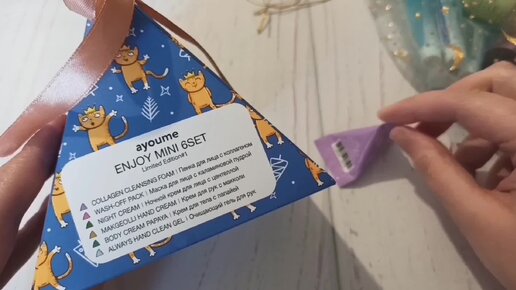 ayoume
ENJOY MINI 6SET
Limited Edition#1
COLLAGEN CLEANSING FOAM | Пенка для лица с коллагеном
WASH-OFF PACK | Маска для лица с каламиновой пудрой
NIGHT CREAM | Ночной крем для лица с центеллой
MAKGEOLLI HAND CREAM | Крем для рук с макколи
BODY CREAM PAPAYA | Крем для тела с папайей
ALWAYS HAND CLEAN GEL | Очищающий гель для рук